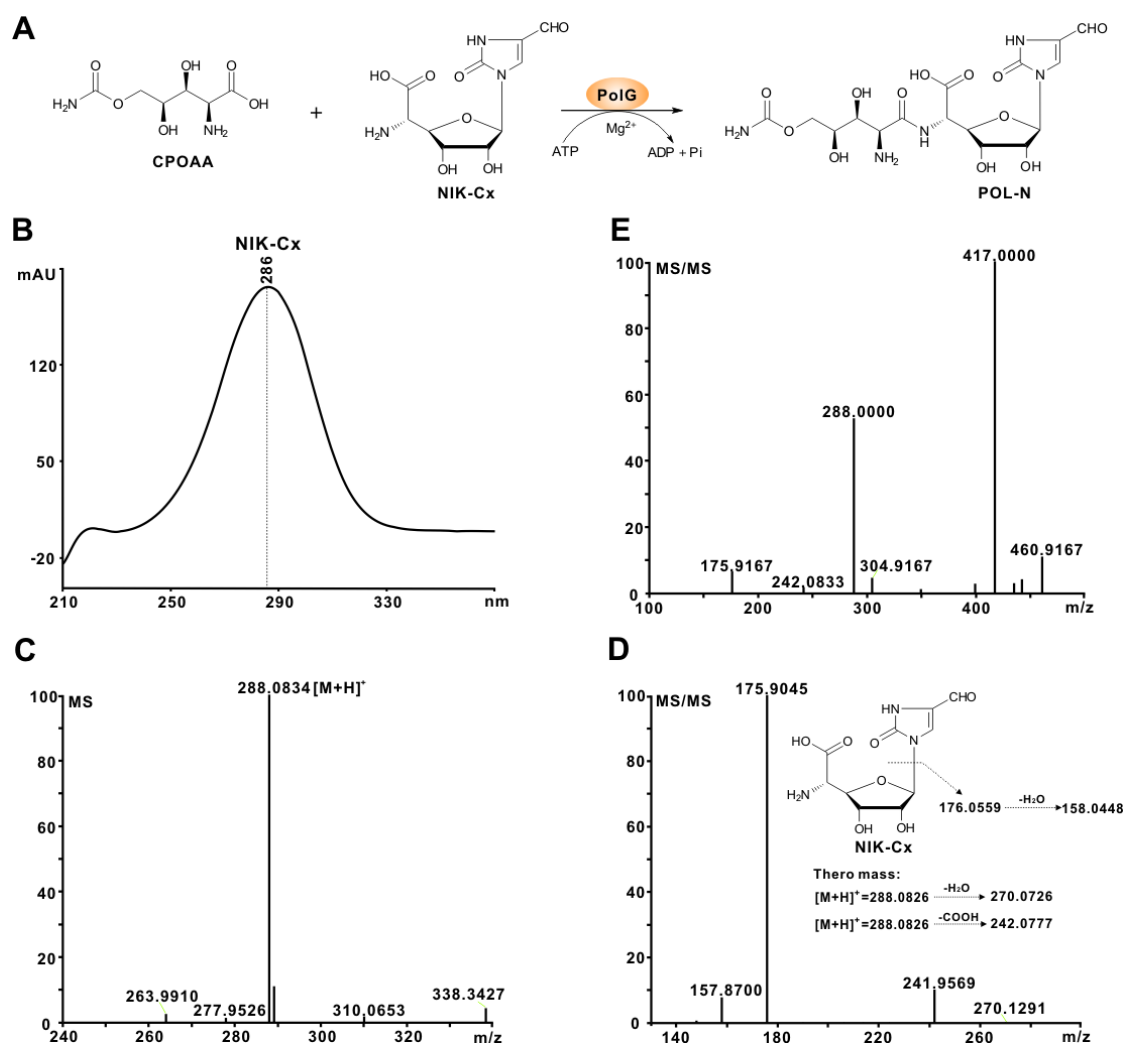 A
HO
OH
O
H₂N
O
OH
NH₂
O
OH
CPOAA
+
HN
CHO
O
N
HO
O
H₂N
O
OH
OH
NIK-Cx
PolG
Mg²⁺
ATP
ADP + Pi
HN
CHO
O
N
HO
O
O
H₂N
O
OH
OH
NH₂
O
N
H
O
OH
OH
POL-N
B
NIK-Cx
286
mAU
120
50
-20
210
250
290
330
nm
E
MS/MS
417.0000
288.0000
175.9167
242.0833
304.9167
460.9167
100
80
60
40
20
0
100
200
300
400
m/z
C
MS
288.0834 [M+H]⁺
263.9910
277.9526
310.0653
338.3427
100
80
60
40
20
0
240
260
280
300
320
m/z
D
MS/MS
175.9045
HN
CHO
O
N
HO
O
H₂N
O
OH
OH
NIK-Cx
176.0559
-H₂O
158.0448
Thero mass:
[M+H]⁺=288.0826 -H₂O 270.0726
[M+H]⁺=288.0826 -COOH 242.0777
157.8700
241.9569
270.1291
100
80
60
40
20
0
140
180
220
260
m/z